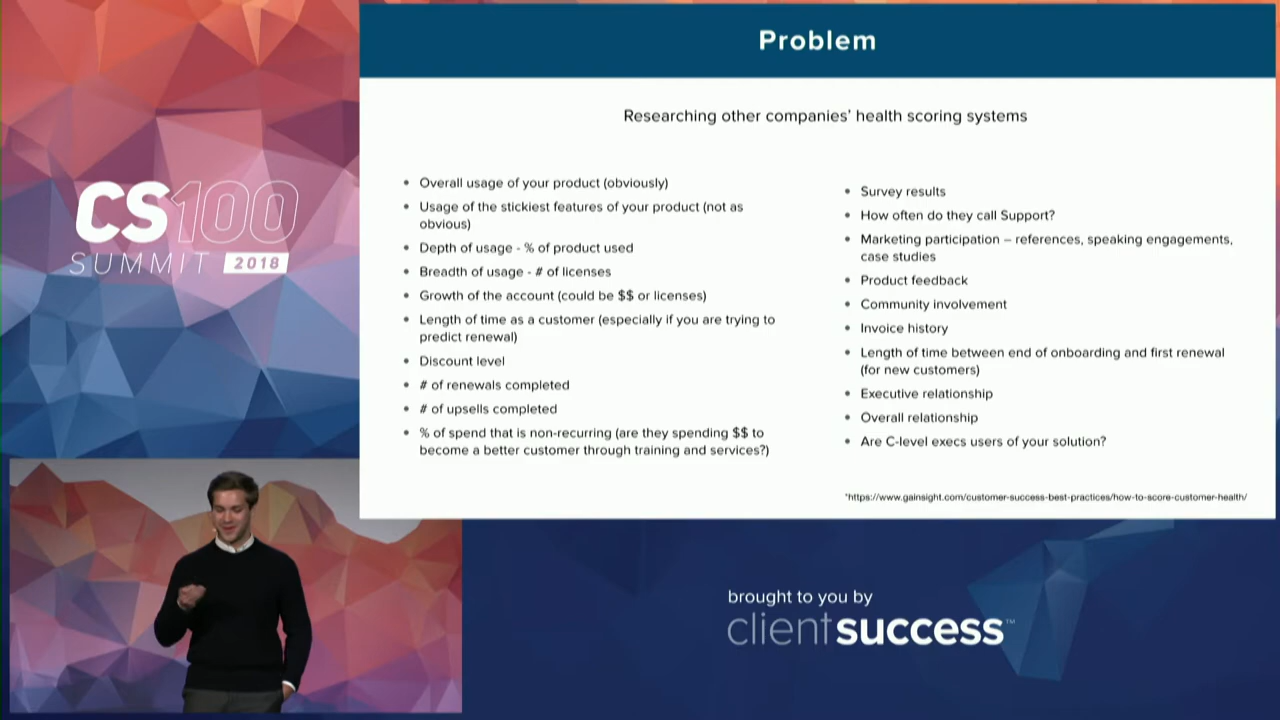 Problem
Researching other companies’ health scoring systems
• Overall usage of your product (obviously)
• Usage of the stickiest features of your product (not as
obvious)
• Depth of usage - % of product used
• Breadth of usage - # of licenses
• Growth of the account (could be $$ or licenses)
• Length of time as a customer (especially if you are trying to
predict renewal)
• Discount level
• # of renewals completed
• # of upsells completed
• % of spend that is non-recurring (are they spending $$ to
become a better customer through training and services?)
• Survey results
• How often do they call Support?
• Marketing participation – references, speaking engagements,
case studies
• Product feedback
• Community involvement
• Invoice history
• Length of time between end of onboarding and first renewal
(for new customers)
• Executive relationship
• Overall relationship
• Are C-level execs users of your solution?
*https://www.gainsight.com/customer-success-best-practices/how-to-score-customer-health/
CS100
SUMMIT 2018
brought to you by
clientsuccess™